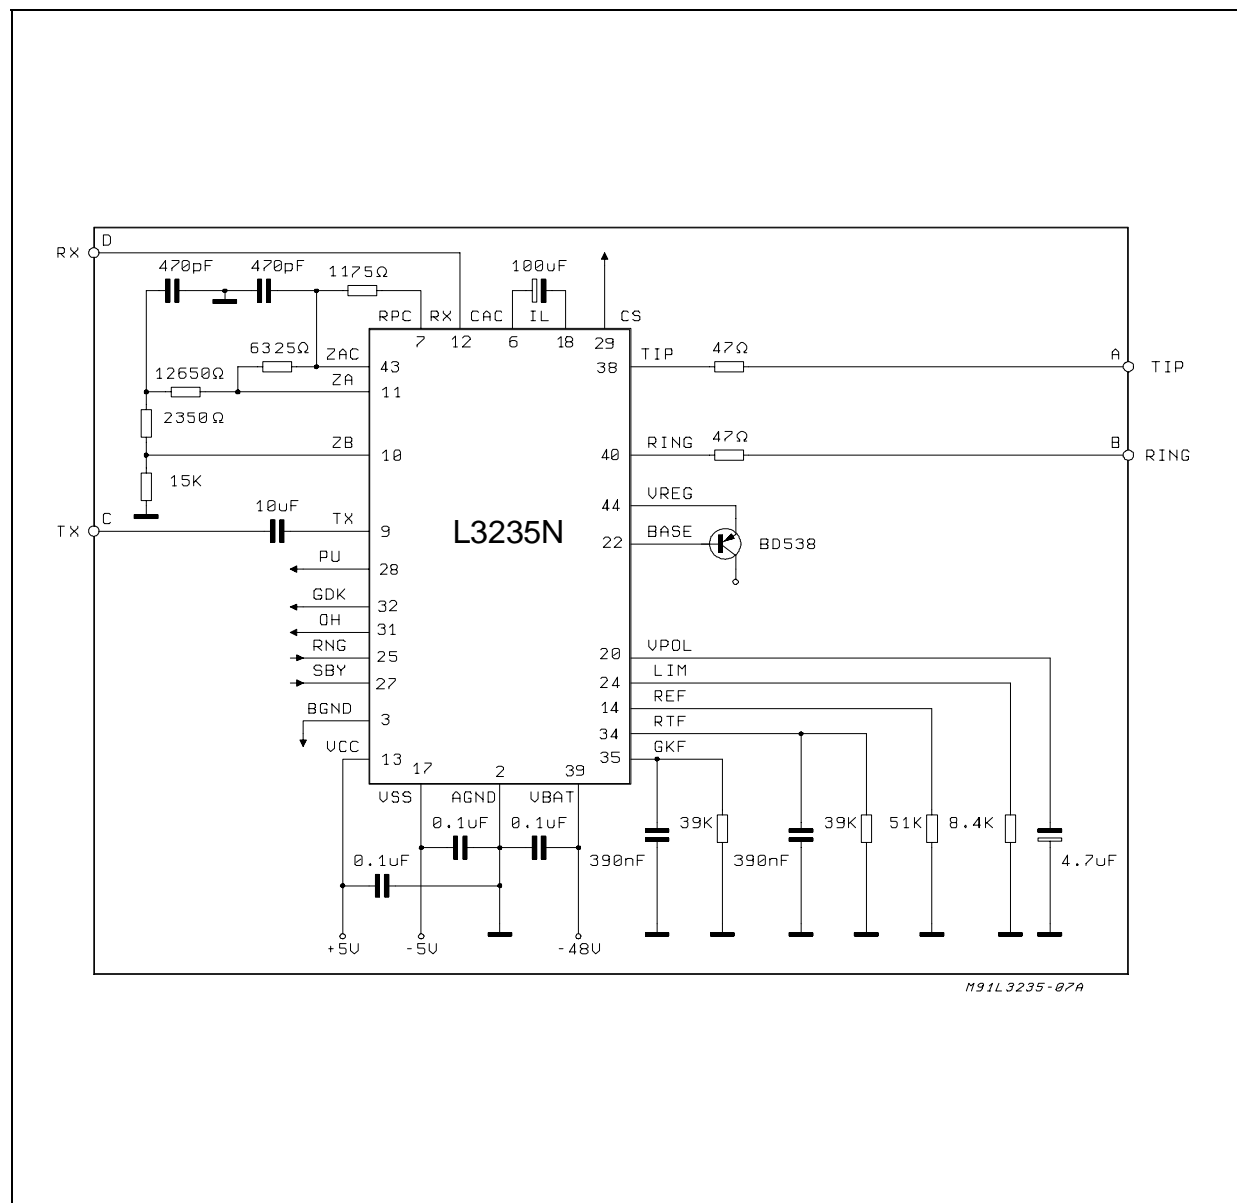 D
RX
470pF 470pF 1175Ω 100uF
RPC RX CAC IL CS
7 12 6 18 29
6325Ω ZAC 43 38 TIP 47Ω A TIP
12650Ω ZA 11
2350Ω
ZB 10 40 RING 47Ω B RING
15K
44 VREG
10uF
TX C TX 9 L3235N 22 BASE BD538
PU 28
GDK 32
OH 31
RNG 25 20 VPOL
SBY 27 24 LIM
BGND 3 14 REF
34 RTF
VCC 13 35 GKF
17 2 39
VSS AGND VBAT
0.1uF 0.1uF 39K 39K 51K 8.4K
0.1uF 390nF 390nF 4.7uF
+5V -5V -48V
M91L3235-07A